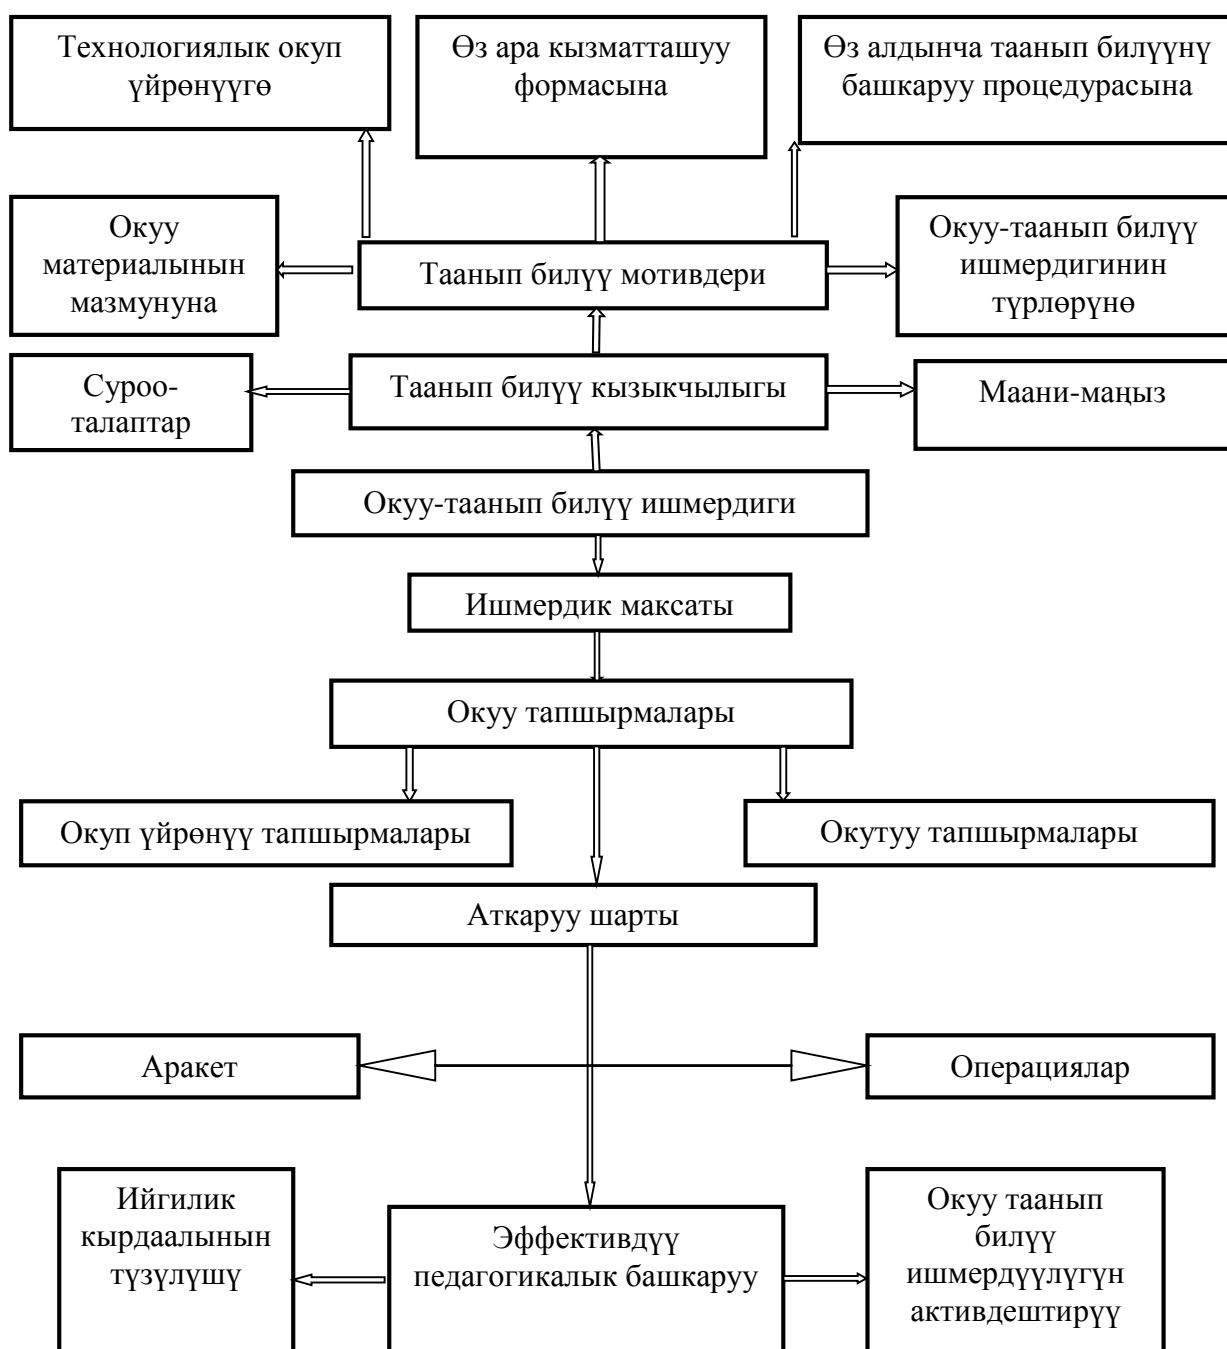 Технологиялык окуп
үйрөнүүгө
Өз ара кызматташуу
формасына
Өз алдынча таанып билүүнү
башкаруу процедурасына
Окуу
материалынын
мазмунуна
Таанып билүү мотивдери
Окуу-таанып билүү
ишмердигинин
түрлөрүнө
Суроо-
талаптар
Таанып билүү кызыкчылыгы
Маани-маңыз
Окуу-таанып билүү ишмердиги
Ишмердик максаты
Окуу тапшырмалары
Окуп үйрөнүү тапшырмалары
Окутуу тапшырмалары
Аткаруу шарты
Аракет
Операциялар
Ийгилик
кырдаалынын
түзүлүшү
Эффективдүү
педагогикалык башкаруу
Окуу таанып
билүү
ишмердүүлүгүн
активдештирүү